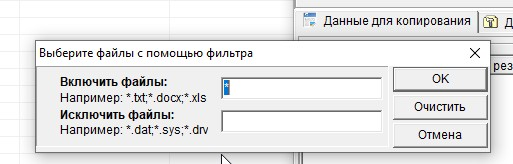 Данные для копирования
Д
Выберите файлы с помощью фильтра
рез
Включить файлы:
Например: *.txt;*.docx;*.xls
*
OK
Исключить файлы:
Например: *.dat;*.sys;*.drv
Очистить
Отмена